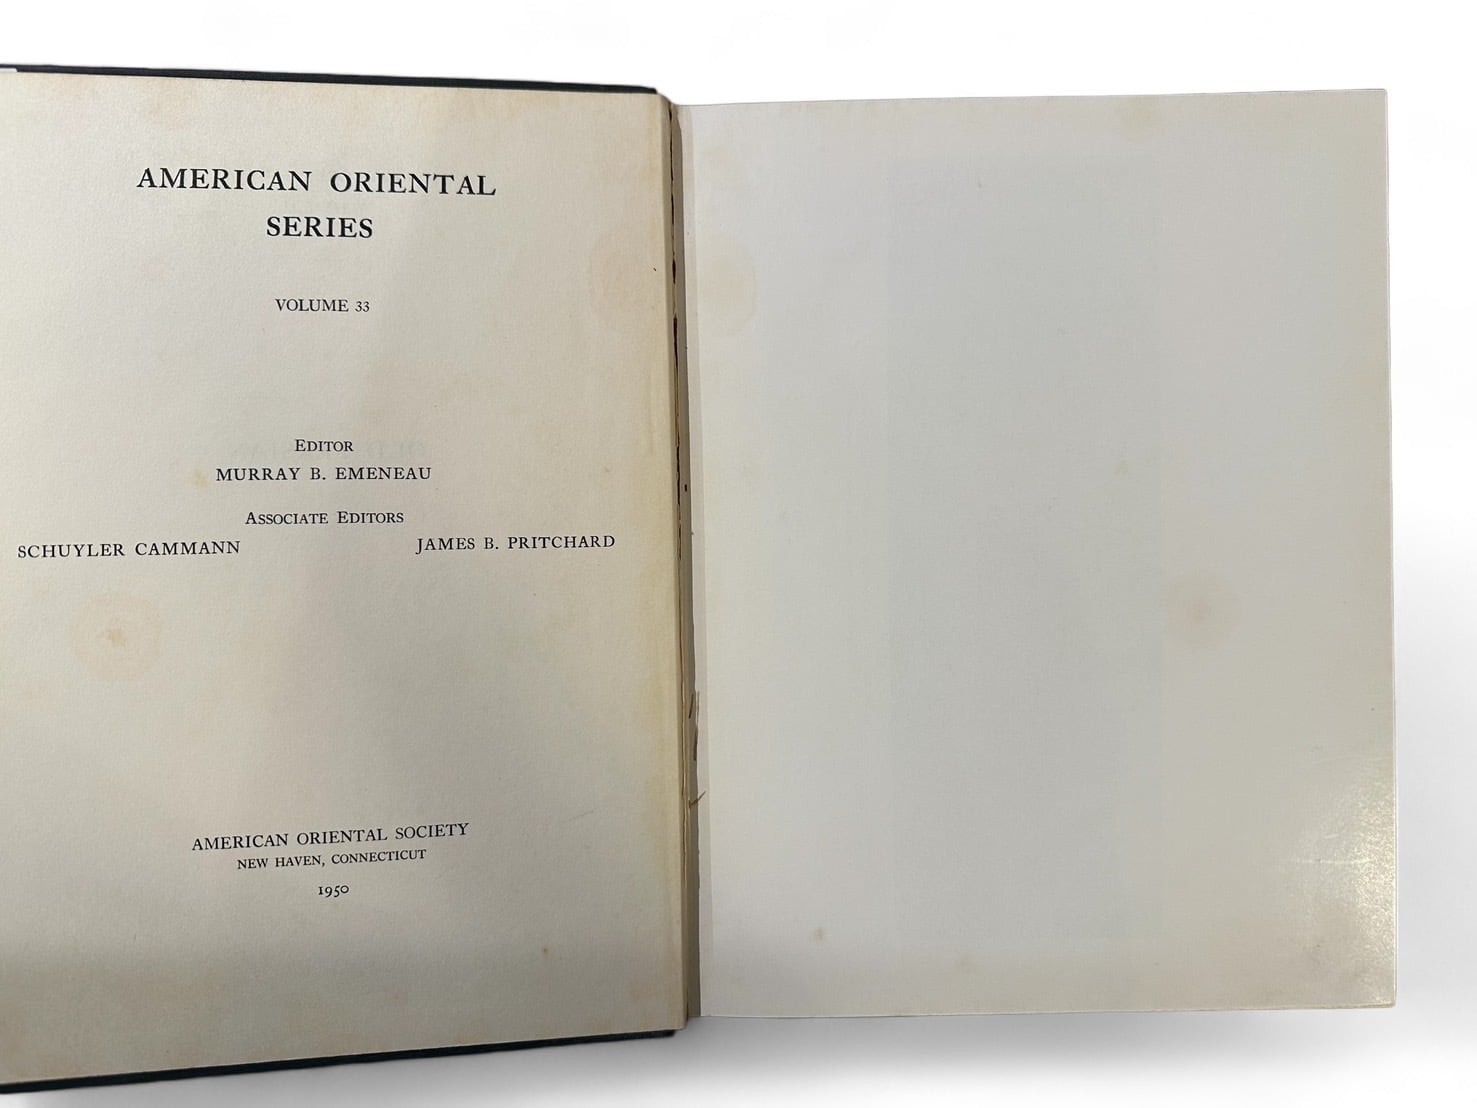 AMERICAN ORIENTAL
SERIES
VOLUME 33
EDITOR
MURRAY B. EMENEAU
ASSOCIATE EDITORS
SCHUYLER CAMMANN JAMES B. PRITCHARD
AMERICAN ORIENTAL SOCIETY
NEW HAVEN, CONNECTICUT
1950